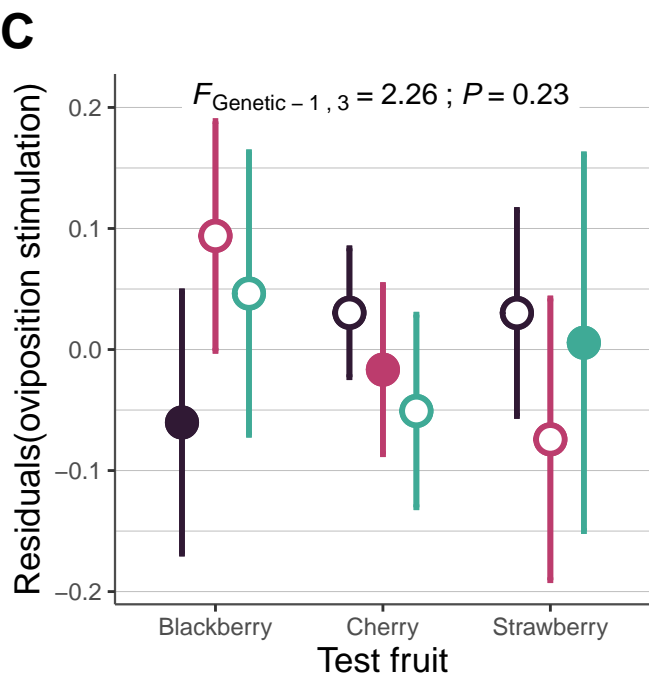 C
F Genetic − 1 , 3 = 2.26 ; P = 0.23
Residuals(oviposition stimulation)
0.2
0.1
0.0
−0.1
−0.2
Blackberry Cherry Strawberry
Test fruit